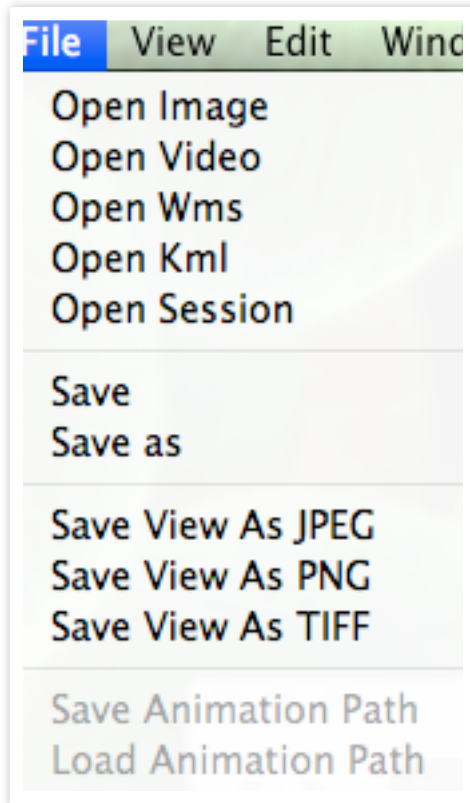 File View Edit Wind
Open Image
Open Video
Open Wms
Open Kml
Open Session
Save
Save as
Save View As JPEG
Save View As PNG
Save View As TIFF
Save Animation Path
Load Animation Path